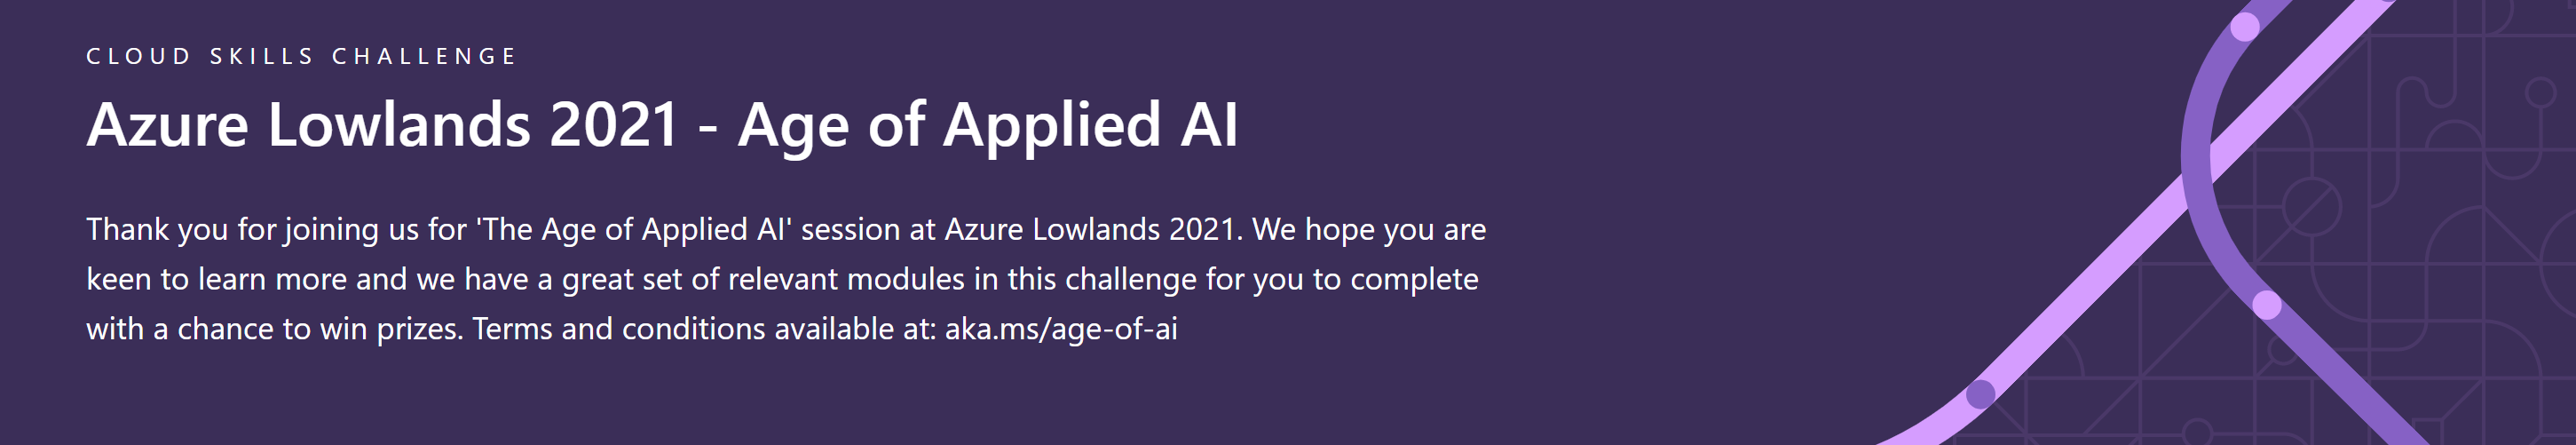 CLOUD SKILLS CHALLENGE
Azure Lowlands 2021 - Age of Applied AI
Thank you for joining us for 'The Age of Applied AI' session at Azure Lowlands 2021. We hope you are
keen to learn more and we have a great set of relevant modules in this challenge for you to complete
with a chance to win prizes. Terms and conditions available at: aka.ms/age-of-ai